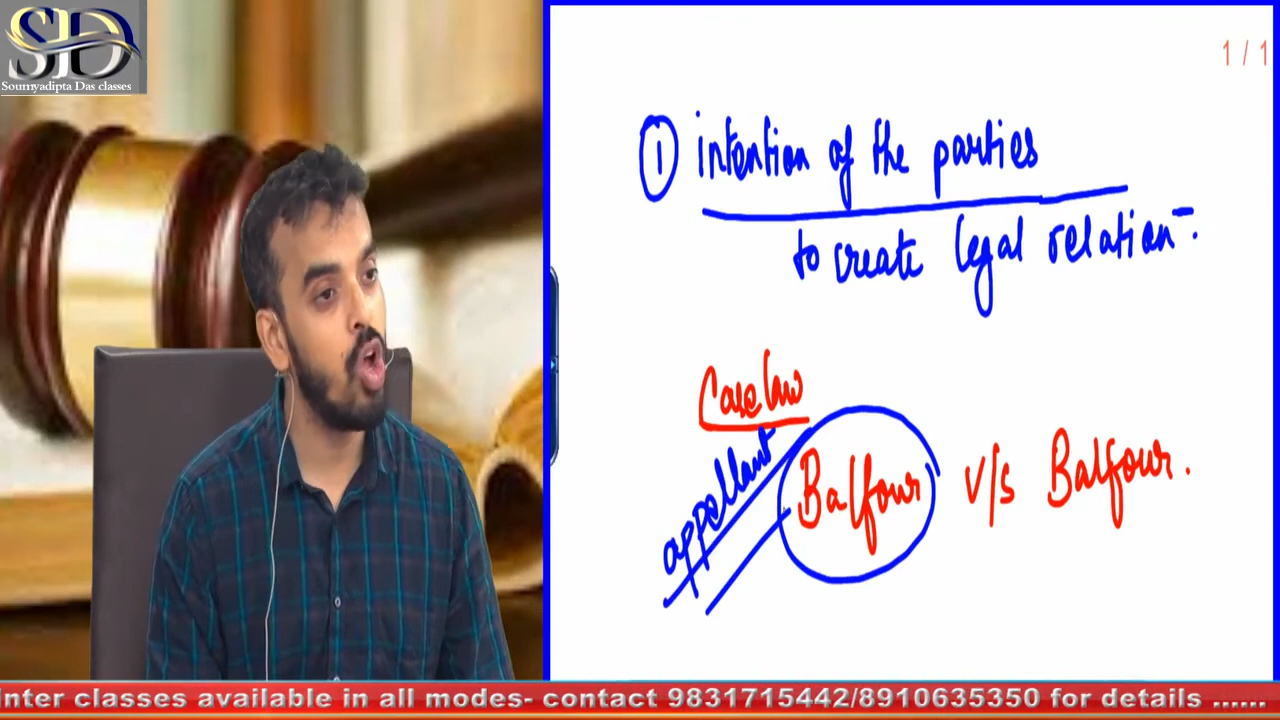 SD
Soumyadipta Das classes
1 / 1
① intention of the parties
to create legal relation.
Case law
appellant
Balfour v/s Balfour.
Inter classes available in all modes- contact 9831715442/8910635350 for details ......